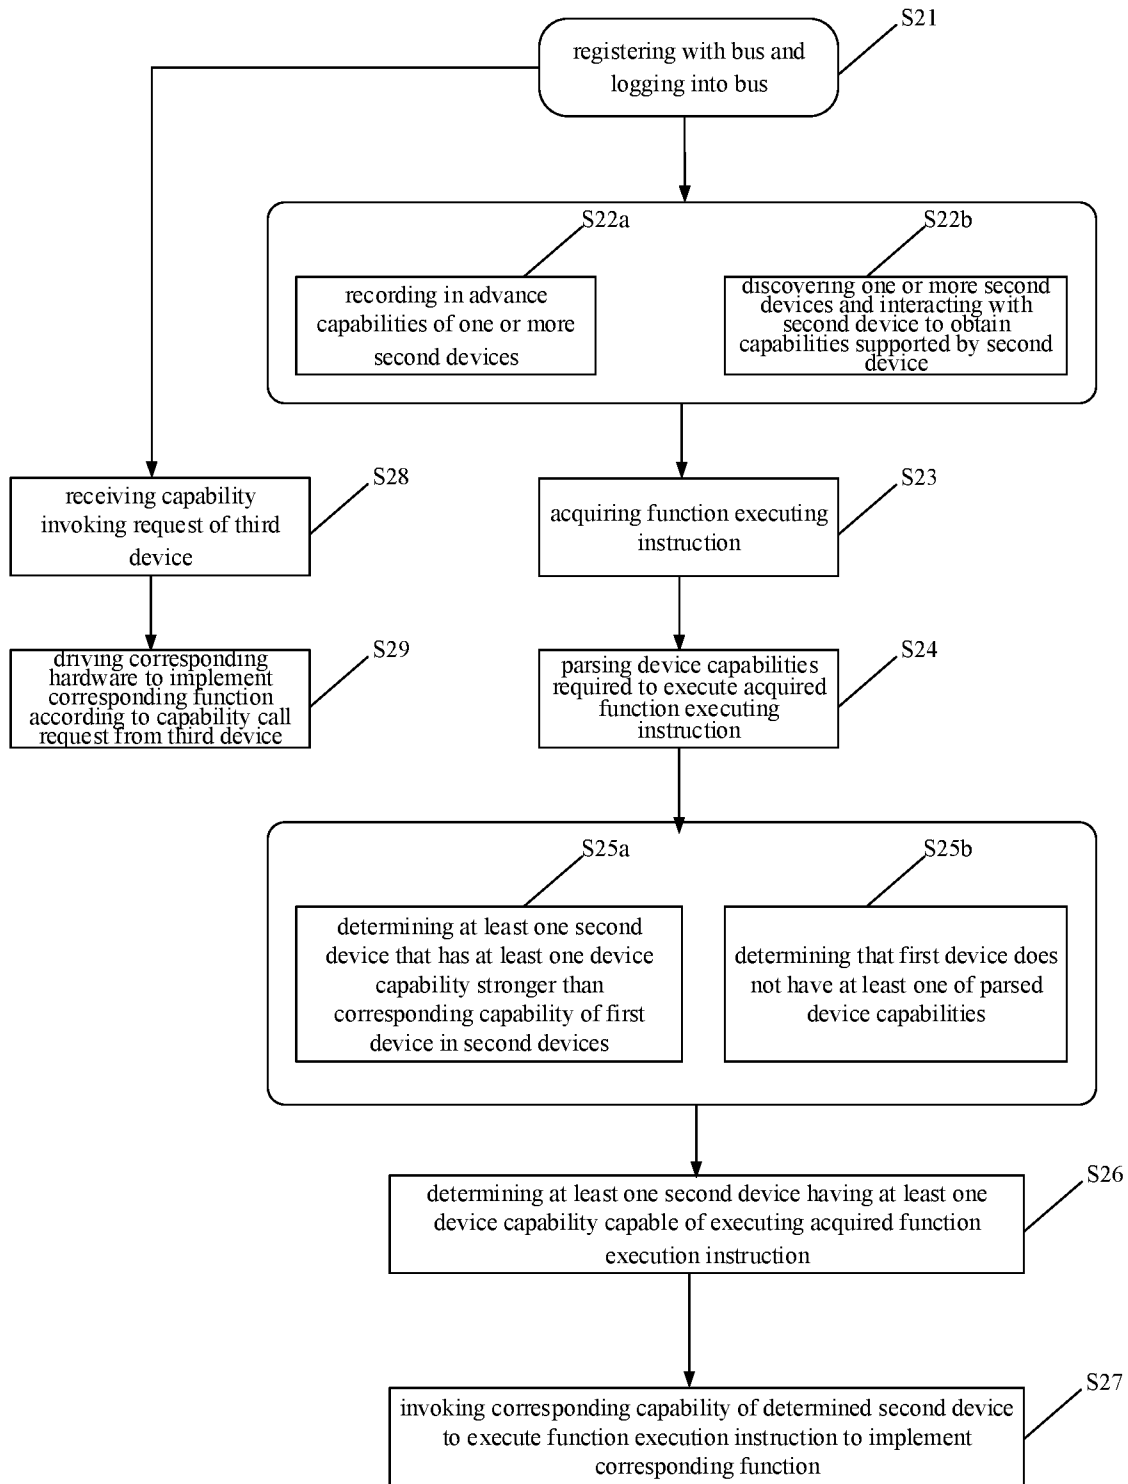 S21
registering with bus and
logging into bus
S22a
recording in advance
capabilities of one or more
second devices
S22b
discovering one or more second
devices and interacting with
second device to obtain
capabilities supported by second
device
S28
receiving capability
invoking request of third
device
S23
acquiring function executing
instruction
S29
driving corresponding
hardware to implement
corresponding function
according to capability call
request from third device
S24
parsing device capabilities
required to execute acquired
function executing
instruction
S25a
determining at least one second
device that has at least one device
capability stronger than
corresponding capability of first
device in second devices
S25b
determining that first device does
not have at least one of parsed
device capabilities
S26
determining at least one second device having at least one
device capability capable of executing acquired function
execution instruction
S27
invoking corresponding capability of determined second device
to execute function execution instruction to implement
corresponding function